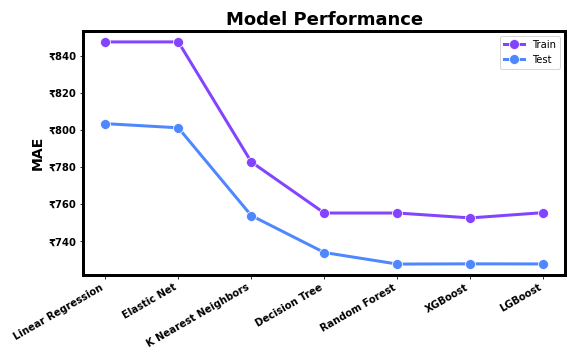 Model Performance
Train
Test
MAE
₹840
₹820
₹800
₹780
₹760
₹740
Linear Regression
Elastic Net
K Nearest Neighbors
Decision Tree
Random Forest
XGBoost
LGBoost